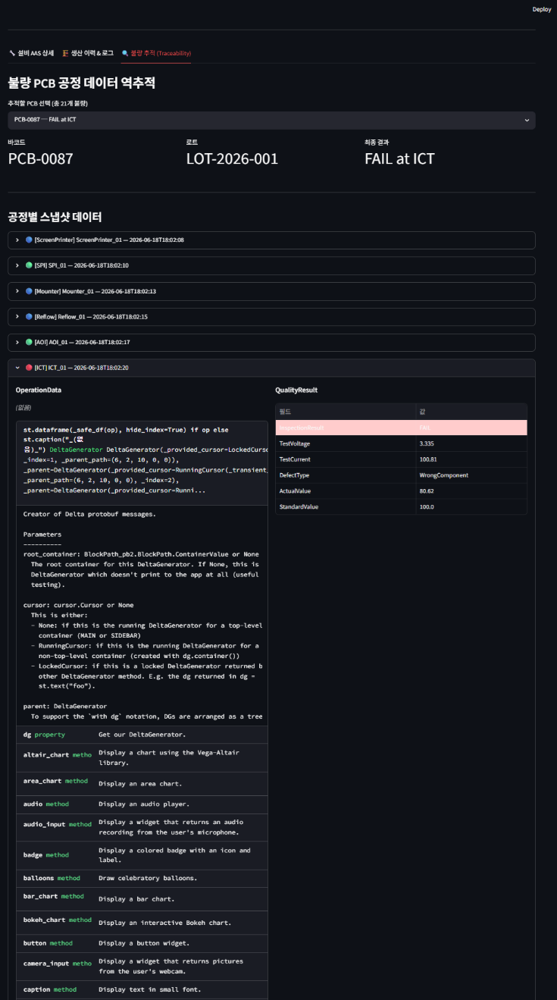 Deploy
🔧 설비 AAS 상세
🏗️ 생산 이력 & 로그
🔍 불량 추적 (Traceability)
불량 PCB 공정 데이터 역추적
추적할 PCB 선택 (총 21개 불량)
PCB-0087 — FAIL at ICT
바코드
로트
최종 결과
PCB-0087
LOT-2026-001
FAIL at ICT
공정별 스냅샷 데이터
[ScreenPrinter] ScreenPrinter_01 — 2026-06-18T18:02:08
[SPI] SPI_01 — 2026-06-18T18:02:10
[Mounter] Mounter_01 — 2026-06-18T18:02:13
[Reflow] Reflow_01 — 2026-06-18T18:02:15
[AOI] AOI_01 — 2026-06-18T18:02:17
[ICT] ICT_01 — 2026-06-18T18:02:20
OperationData
(없음)
st.dataframe(_safe_df(op), hide_index=True) if op else
st.caption("_(없
음)_") DeltaGenerator DeltaGenerator(_provided_cursor=LockedCurso
_index=1, _parent_path=(6, 2, 10, 0, 0)),
_parent=DeltaGenerator(_provided_cursor=RunningCursor(_transient_
_parent_path=(6, 2, 10, 0, 0), _index=2),
_parent=DeltaGenerator(_provided_cursor=Runni...
Creator of Delta protobuf messages.
Parameters
----------
root_container: BlockPath_pb2.BlockPath.ContainerValue or None
The root container for this DeltaGenerator. If None, this is
DeltaGenerator which doesn't print to the app at all (useful
testing).
cursor: cursor.Cursor or None
This is either:
- None: if this is the running DeltaGenerator for a top-level
container (MAIN or SIDEBAR)
- RunningCursor: if this is the running DeltaGenerator for a
non-top-level container (created with dg.container())
- LockedCursor: if this is a locked DeltaGenerator returned b
other DeltaGenerator method. E.g. the dg returned in dg =
st.text("foo").
parent: DeltaGenerator
To support the `with dg` notation, DGs are arranged as a tree
dg property Get our DeltaGenerator.
altair_chart metho Display a chart using the Vega-Altair
library.
area_chart method Display an area chart.
audio method Display an audio player.
audio_input method Display a widget that returns an audio
recording from the user's microphone.
badge method Display a colored badge with an icon and
label.
balloons method Draw celebratory balloons.
bar_chart method Display a bar chart.
bokeh_chart method Display an interactive Bokeh chart.
button method Display a button widget.
camera_input metho Display a widget that returns pictures
from the user's webcam.
caption method Display text in small font.
QualityResult
필드 값
InspectionResult FAIL
TestVoltage 3.335
TestCurrent 100.81
DefectType WrongComponent
ActualValue 80.62
StandardValue 100.0